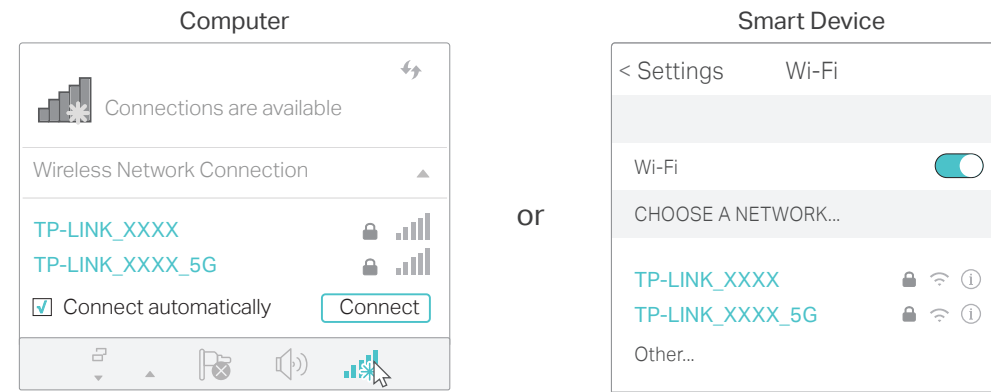 Computer
Connections are available
Wireless Network Connection
TP-LINK_XXXX
TP-LINK_XXXX_5G
Connect automatically Connect
or
Smart Device
< Settings Wi-Fi
Wi-Fi
CHOOSE A NETWORK...
TP-LINK_XXXX
TP-LINK_XXXX_5G
Other...